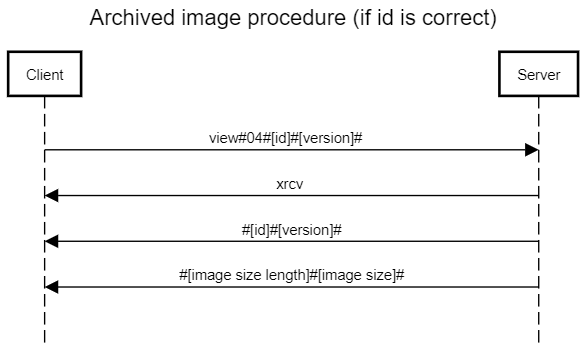 Archived image procedure (if id is correct)
Client
Server
view#04#[id]#[version]#
xrcv
#[id]#[version]#
#[image size length]#[image size]#